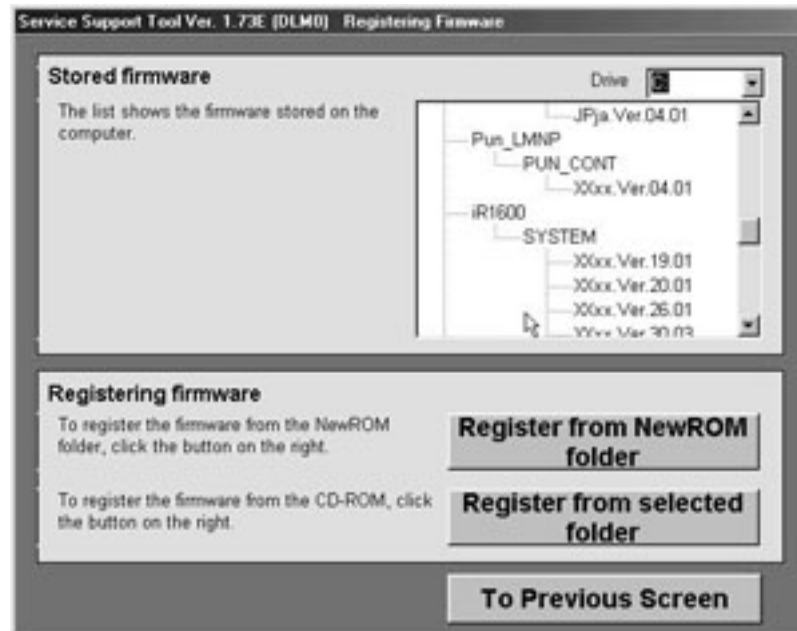 Service Support Tool Ver. 1.73E (DLM0) Registering Firmware
Stored firmware
Drive C:
The list shows the firmware stored on the
computer.
JPja.Ver.04.01
Pun_LMNP
PUN_CONT
XXxx.Ver.04.01
iR1600
SYSTEM
XXxx.Ver.19.01
XXxx.Ver.20.01
XXxx.Ver.26.01
XXxx.Ver.30.03
Registering firmware
To register the firmware from the NewROM
folder, click the button on the right.
Register from NewROM
folder
To register the firmware from the CD-ROM, click
the button on the right.
Register from selected
folder
To Previous Screen